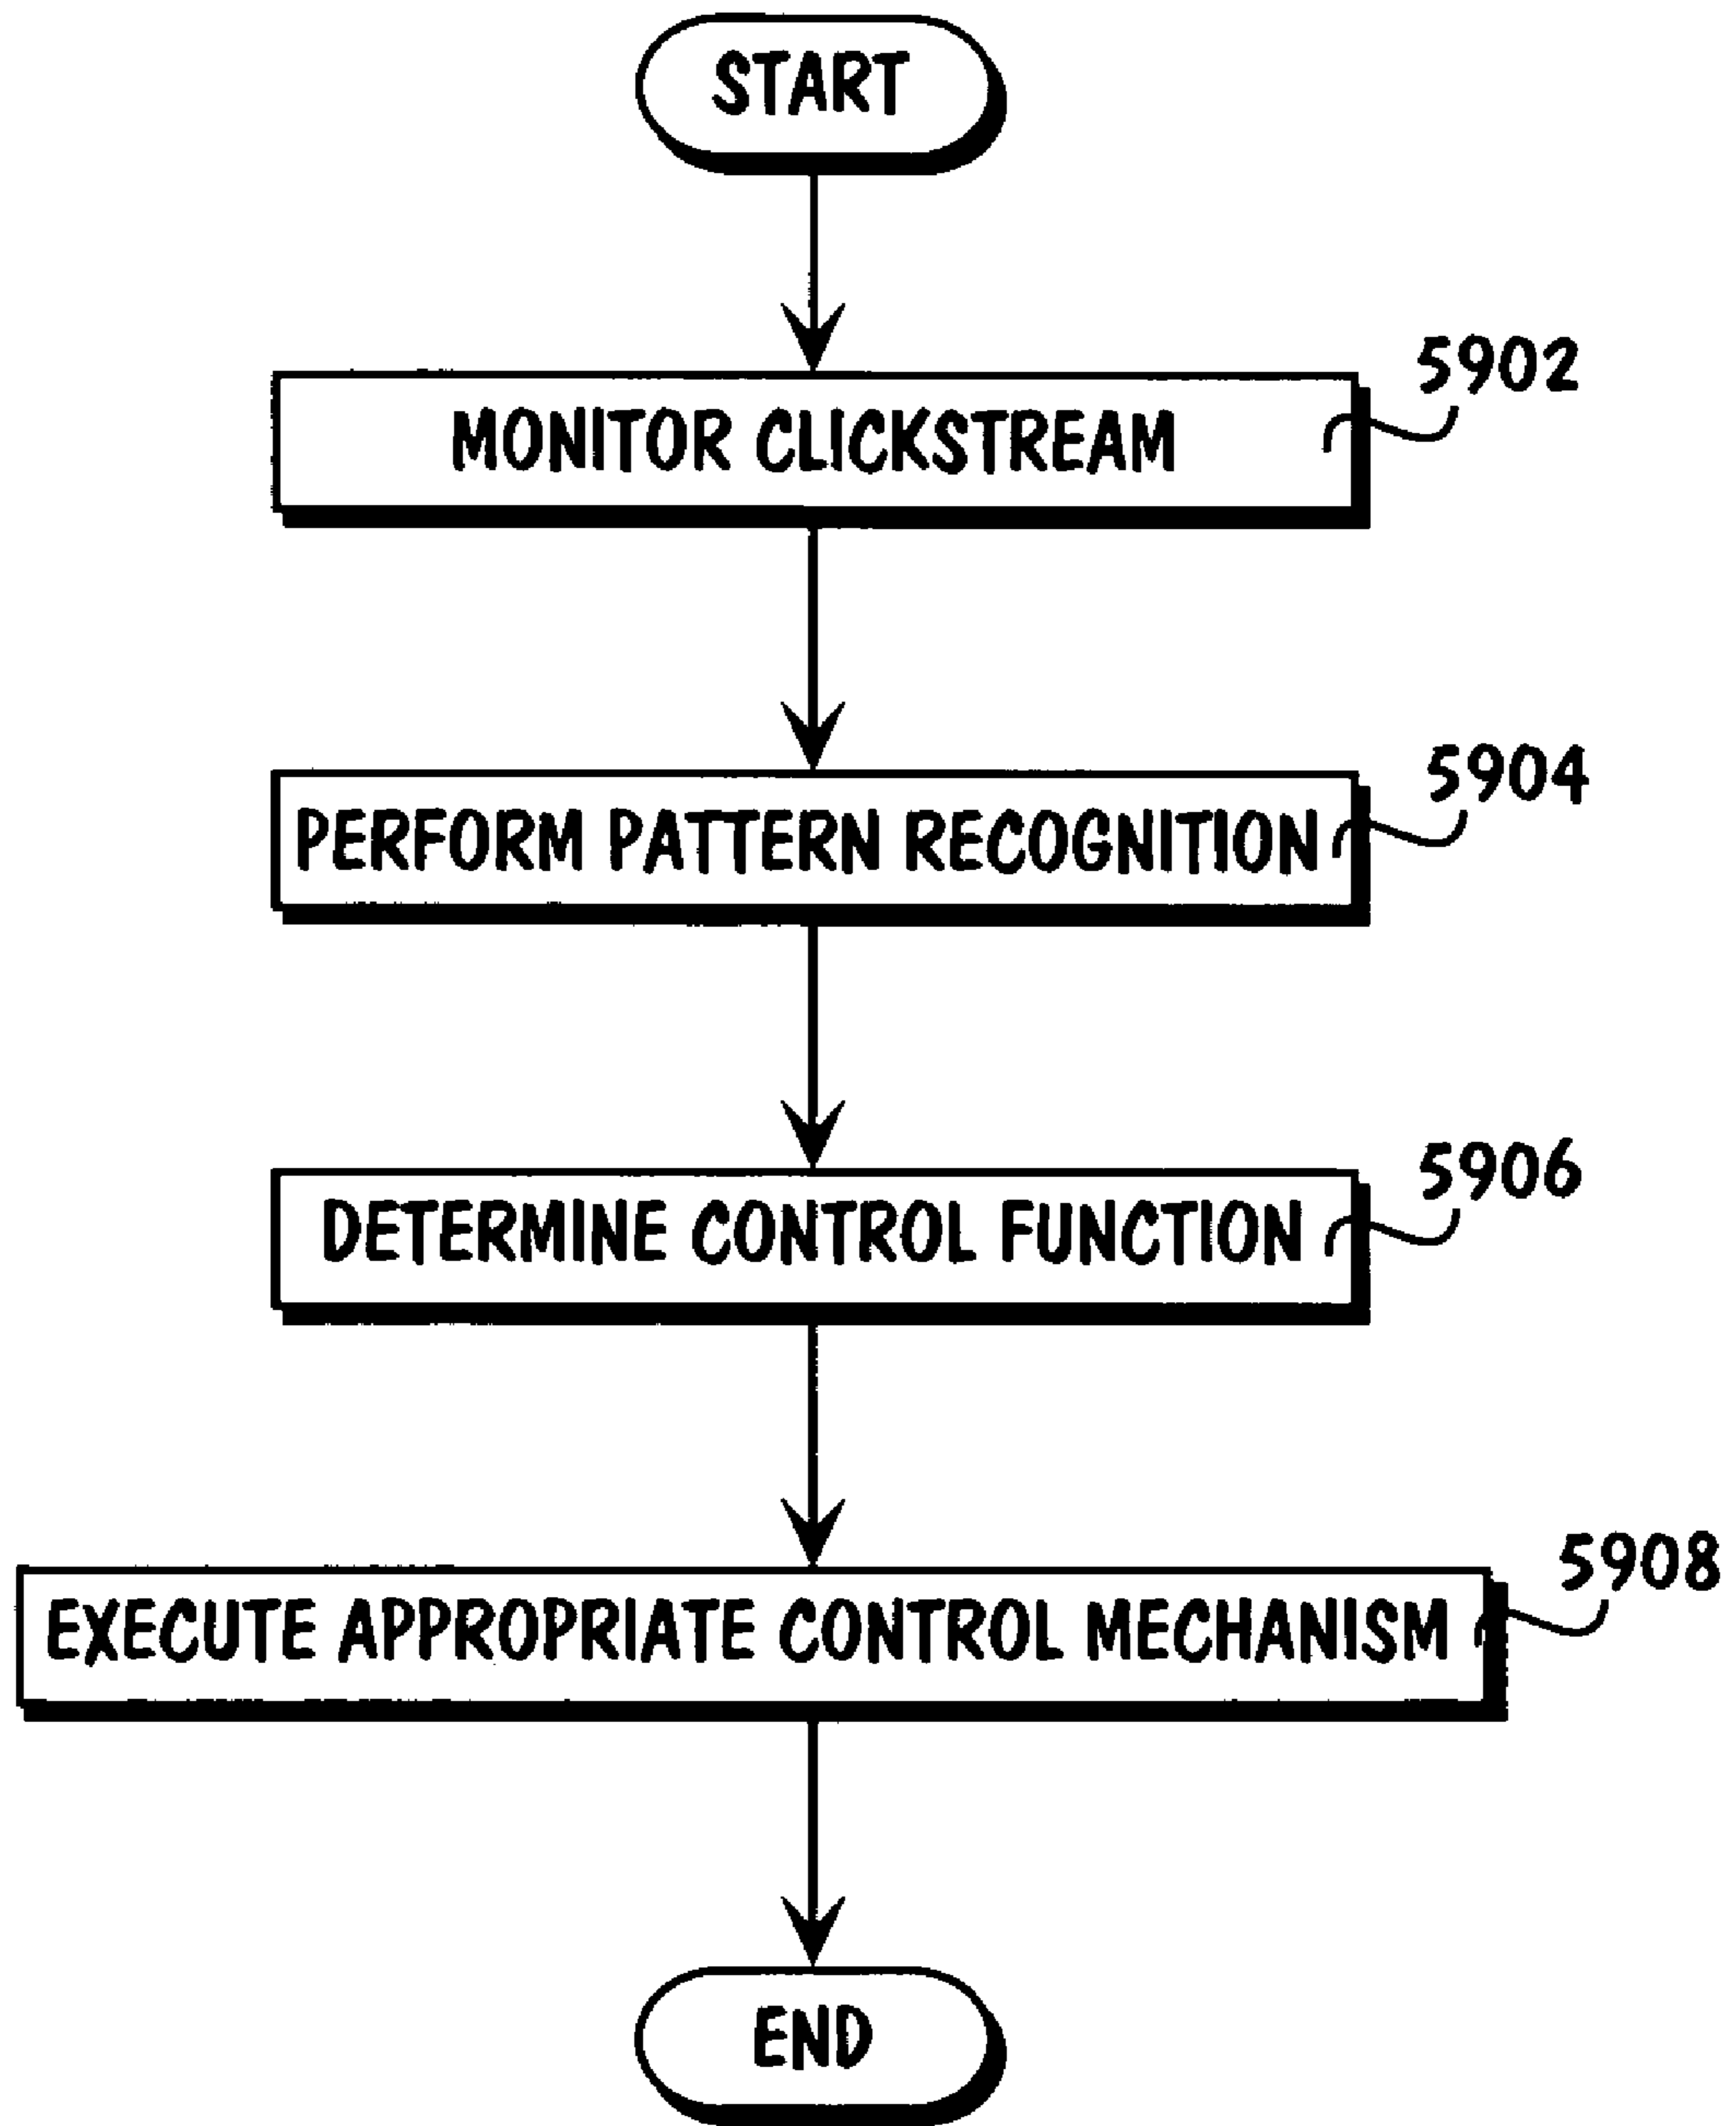 START
5902
MONITOR CLICKSTREAM
5904
PERFORM PATTERN RECOGNITION
5906
DETERMINE CONTROL FUNCTION
5908
EXECUTE APPROPRIATE CONTROL MECHANISM
END